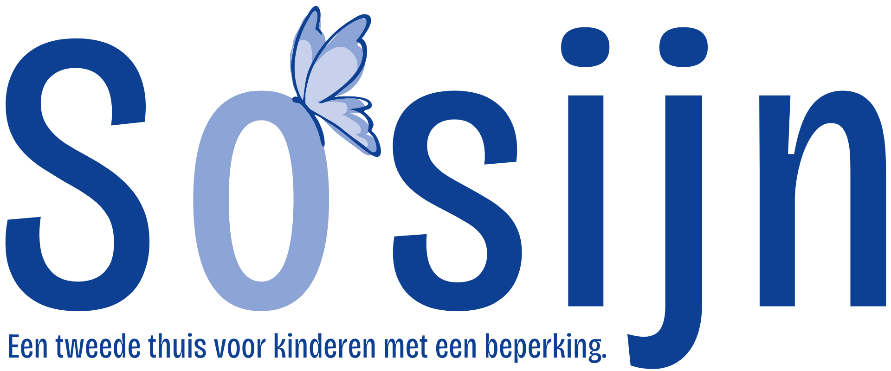 Sosijn
Een tweede thuis voor kinderen met een beperking.